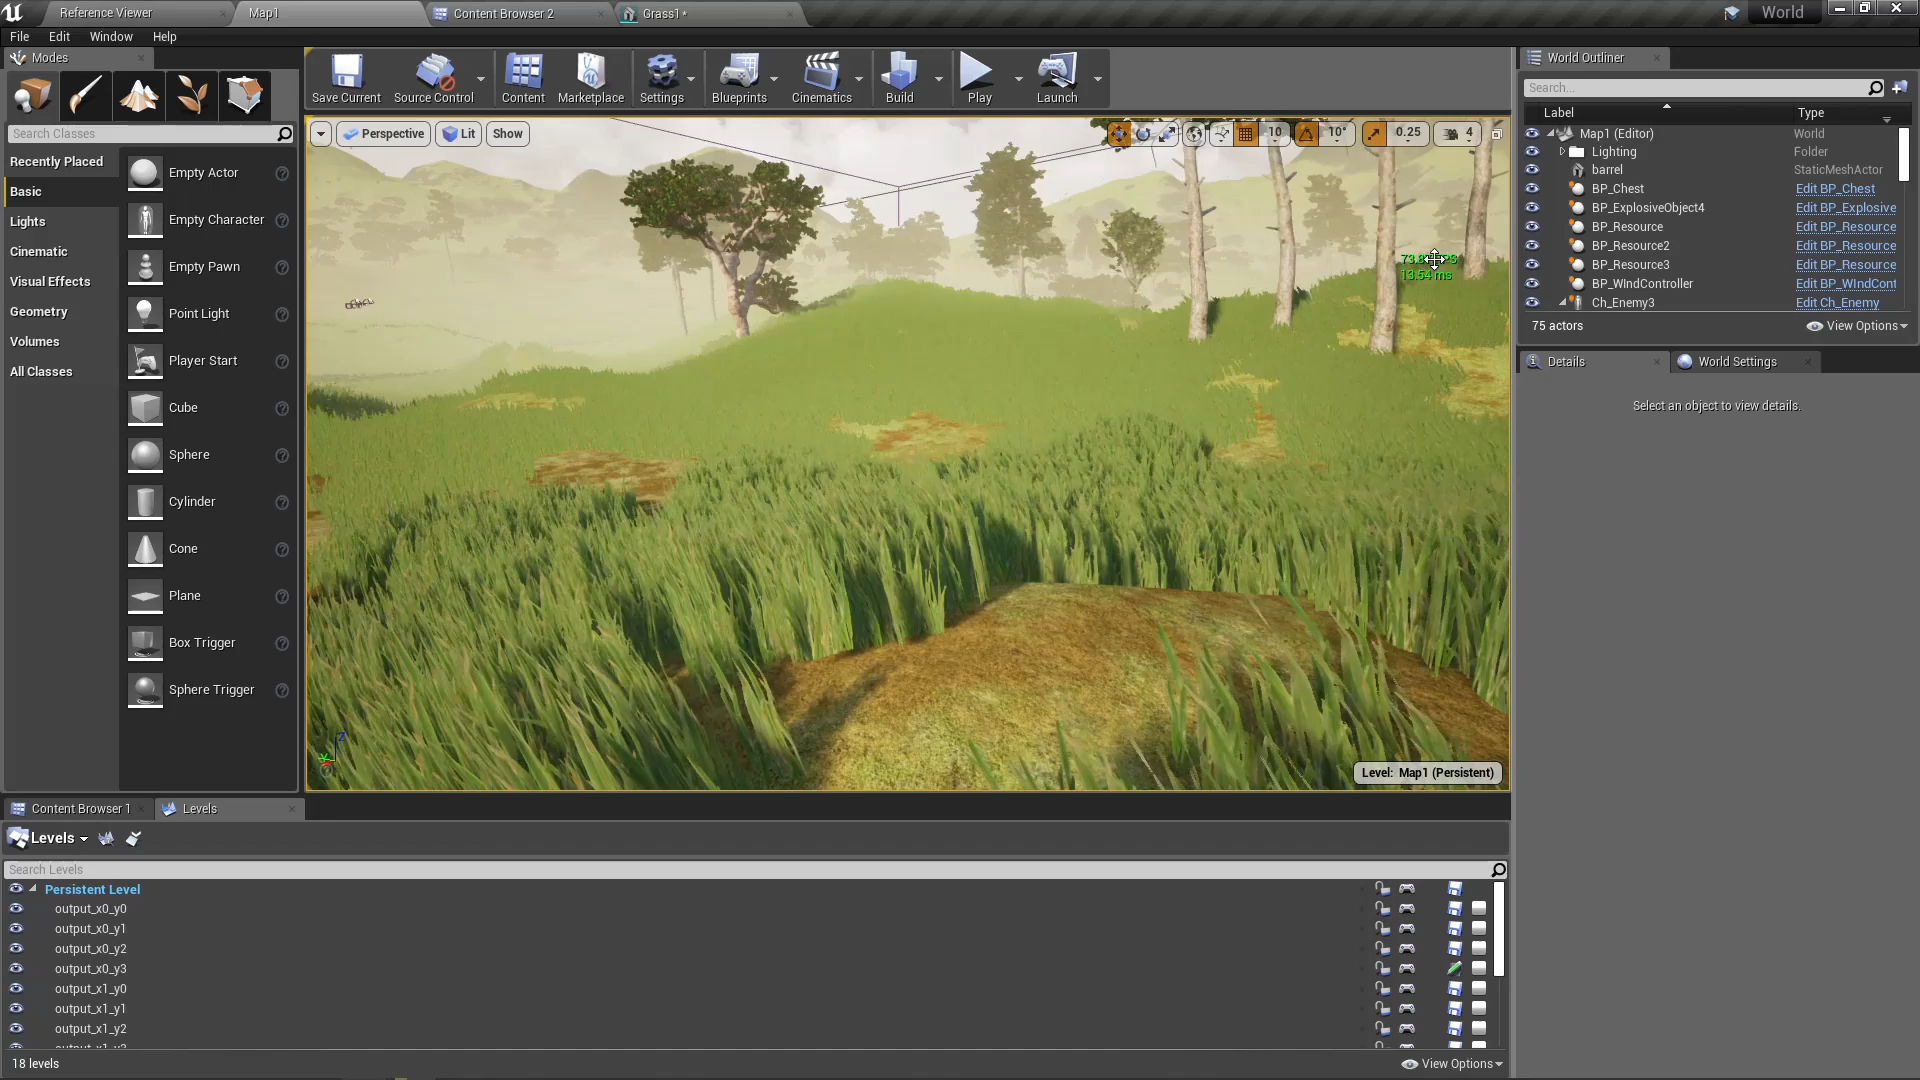 Reference Viewer
Map1
Content Browser 2
Grass1*
World
File
Edit
Window
Help
Modes
Save Current
Source Control
Content
Marketplace
Settings
Blueprints
Cinematics
Build
Play
Launch
World Outliner
Search Classes
Perspective
Lit
Show
10
10°
0.25
4
Search...
Label
Type
Recently Placed
Basic
Lights
Cinematic
Visual Effects
Geometry
Volumes
All Classes
Empty Actor
Empty Character
Empty Pawn
Point Light
Player Start
Cube
Sphere
Cylinder
Cone
Plane
Box Trigger
Sphere Trigger
13.54 ms
Level: Map1 (Persistent)
Map1 (Editor) World
Lighting Folder
barrel StaticMeshActor
BP_Chest Edit BP_Chest
BP_ExplosiveObject4 Edit BP_Explosive
BP_Resource Edit BP_Resource
BP_Resource2 Edit BP_Resource
BP_Resource3 Edit BP_Resource
BP_WIndController Edit BP_WIndCont
Ch_Enemy3 Edit Ch_Enemy
75 actors
View Options
Details
World Settings
Select an object to view details.
Content Browser 1
Levels
Levels
Search Levels
Persistent Level
output_x0_y0
output_x0_y1
output_x0_y2
output_x0_y3
output_x1_y0
output_x1_y1
output_x1_y2
18 levels
View Options